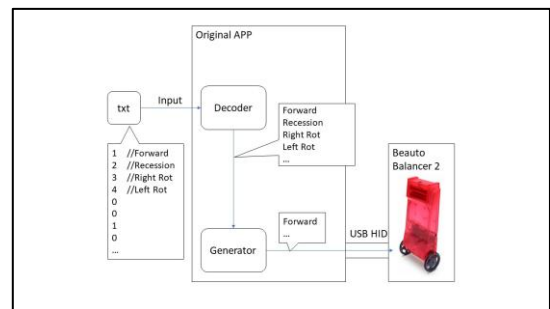 Original APP
txt
Input
Decoder
1 //Forward
2 //Recession
3 //Right Rot
4 //Left Rot
0
0
1
0
...
Forward
Recession
Right Rot
Left Rot
...
Generator
Forward
...
USB HID
Beauto
Balancer 2